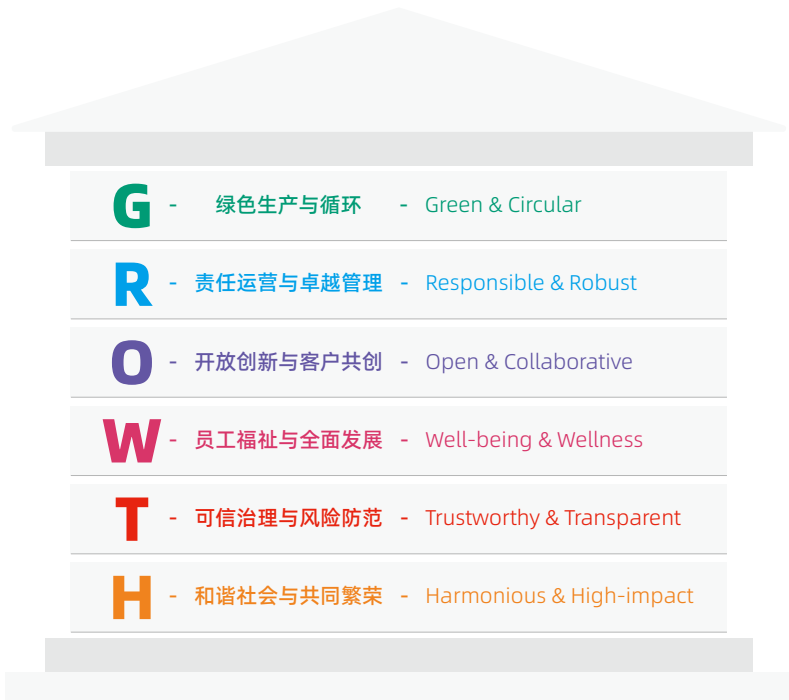 G - 绿色生产与循环 - Green & Circular
R - 责任运营与卓越管理 - Responsible & Robust
O - 开放创新与客户共创 - Open & Collaborative
W - 员工福祉与全面发展 - Well-being & Wellness
T - 可信治理与风险防范 - Trustworthy & Transparent
H - 和谐社会与共同繁荣 - Harmonious & High-impact